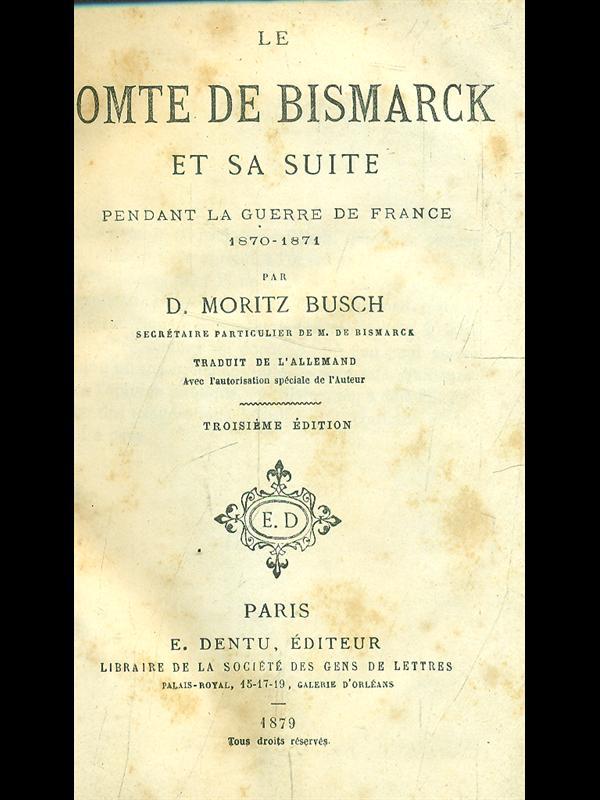 LE
OMTE DE BISMARCK
ET SA SUITE
PENDANT LA GUERRE DE FRANCE
1870-1871
PAR
D. MORITZ BUSCH
SECRÉTAIRE PARTICULIER DE M. DE BISMARCK
TRADUIT DE L'ALLEMAND
Avec l'autorisation spéciale de l'Auteur
TROISIÈME ÉDITION
E. D
PARIS
E. DENTU, ÉDITEUR
LIBRAIRE DE LA SOCIÉTÉ DES GENS DE LETTRES
PALAIS-ROYAL, 15-17-19, GALERIE D'ORLÉANS
1879
Tous droits réservés.